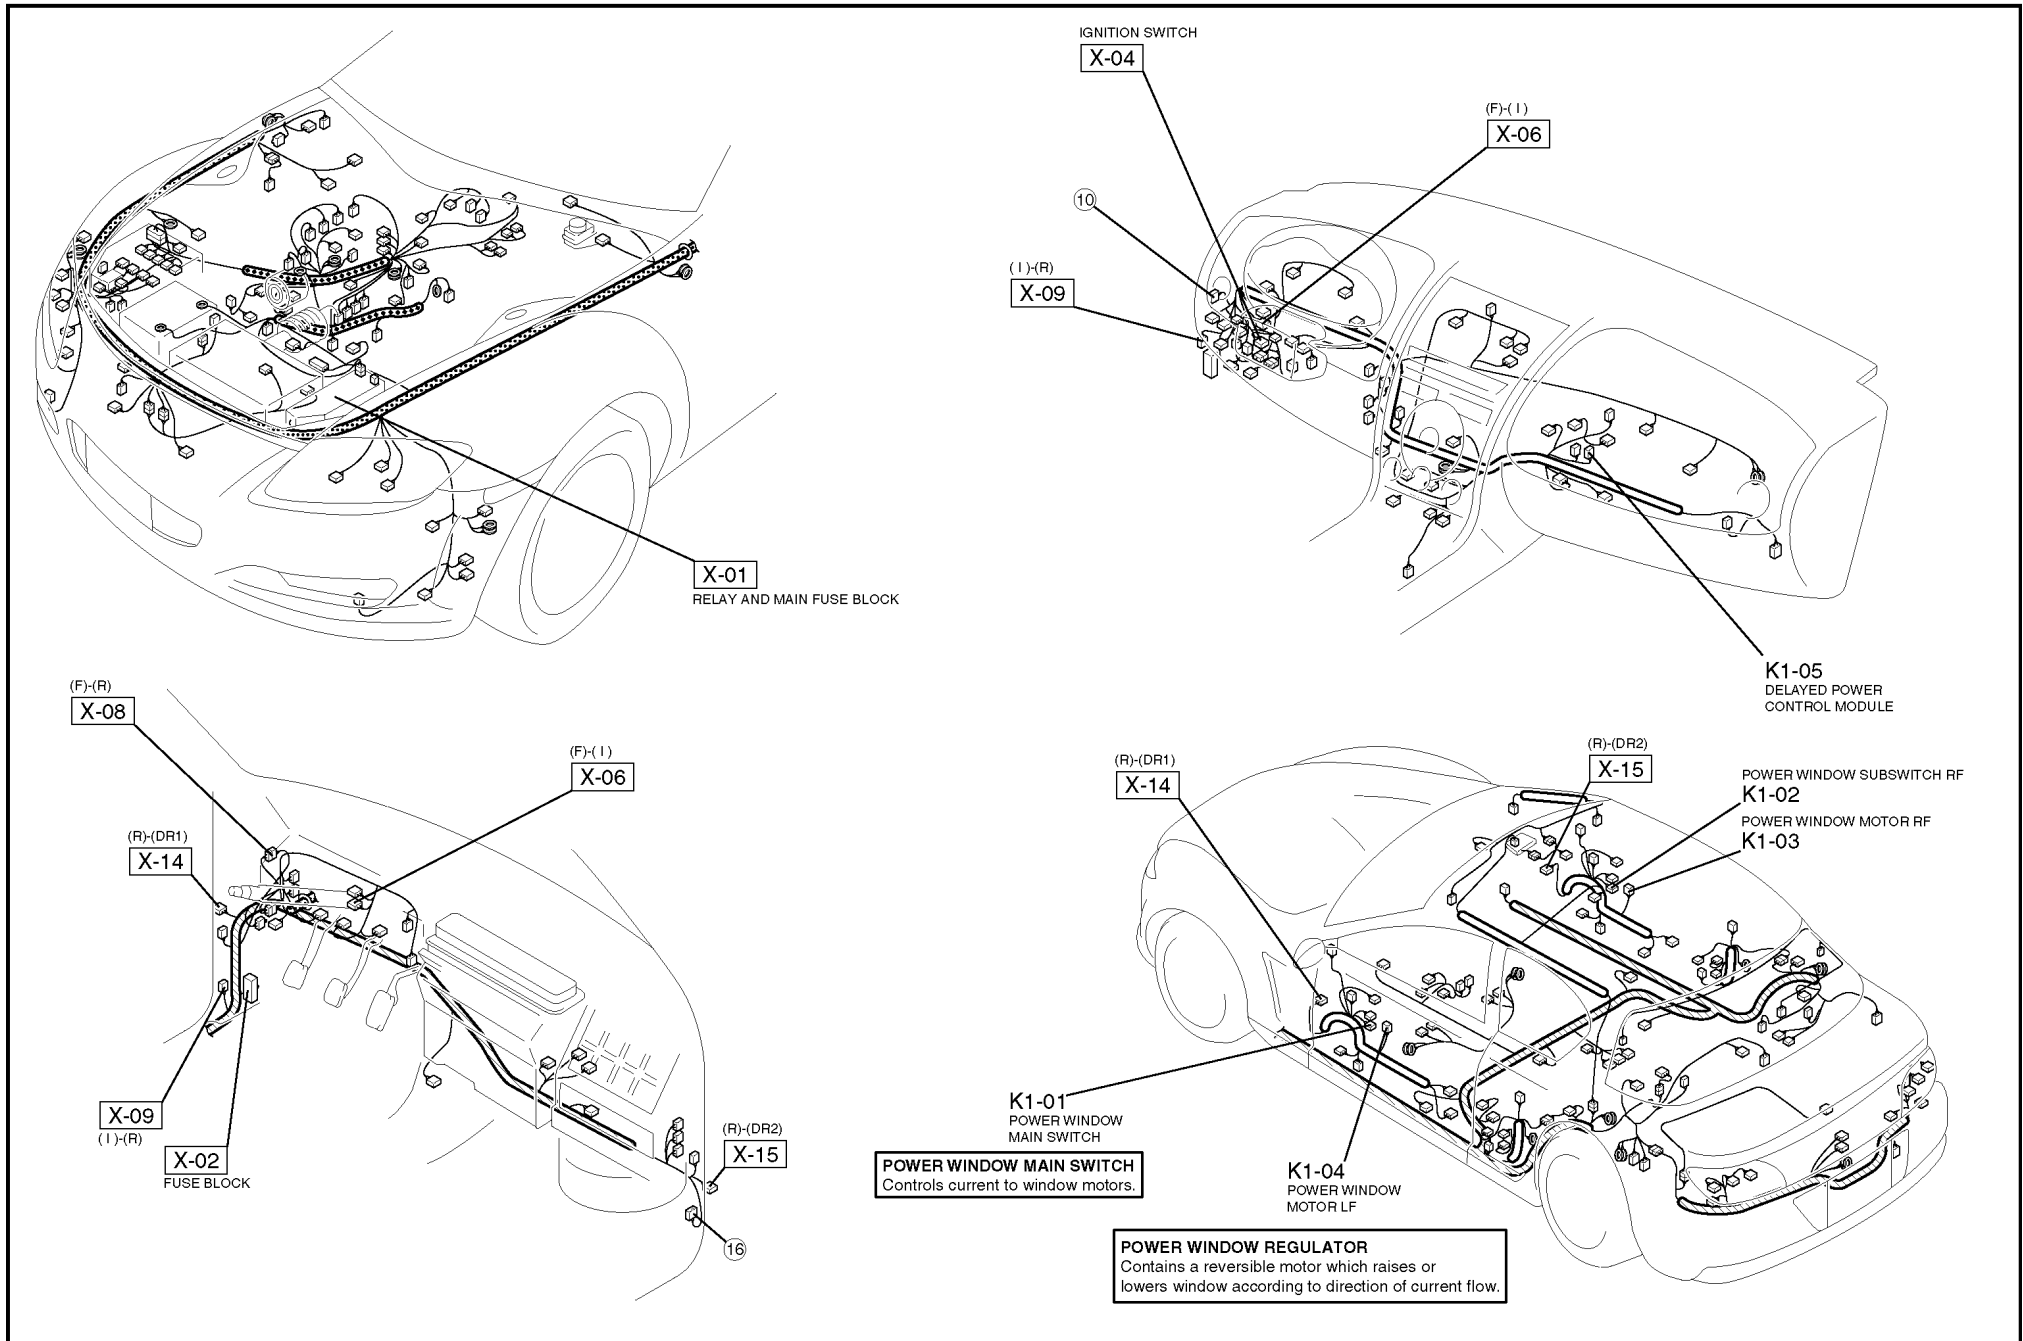 IGNITION SWITCH
X-04
(F)-( I )
X-06
10
( I )-(R)
X-09
X-01
RELAY AND MAIN FUSE BLOCK
K1-05
DELAYED POWER
CONTROL MODULE
(F)-(R)
X-08
(F)-( I )
X-06
(R)-(DR1)
X-14
X-09
( I )-(R)
X-02
FUSE BLOCK
(R)-(DR2)
X-15
16
(R)-(DR1)
X-14
(R)-(DR2)
X-15
POWER WINDOW SUBSWITCH RF
K1-02
POWER WINDOW MOTOR RF
K1-03
K1-01
POWER WINDOW
MAIN SWITCH
K1-04
POWER WINDOW
MOTOR LF
POWER WINDOW MAIN SWITCH
Controls current to window motors.
POWER WINDOW REGULATOR
Contains a reversible motor which raises or
lowers window according to direction of current flow.